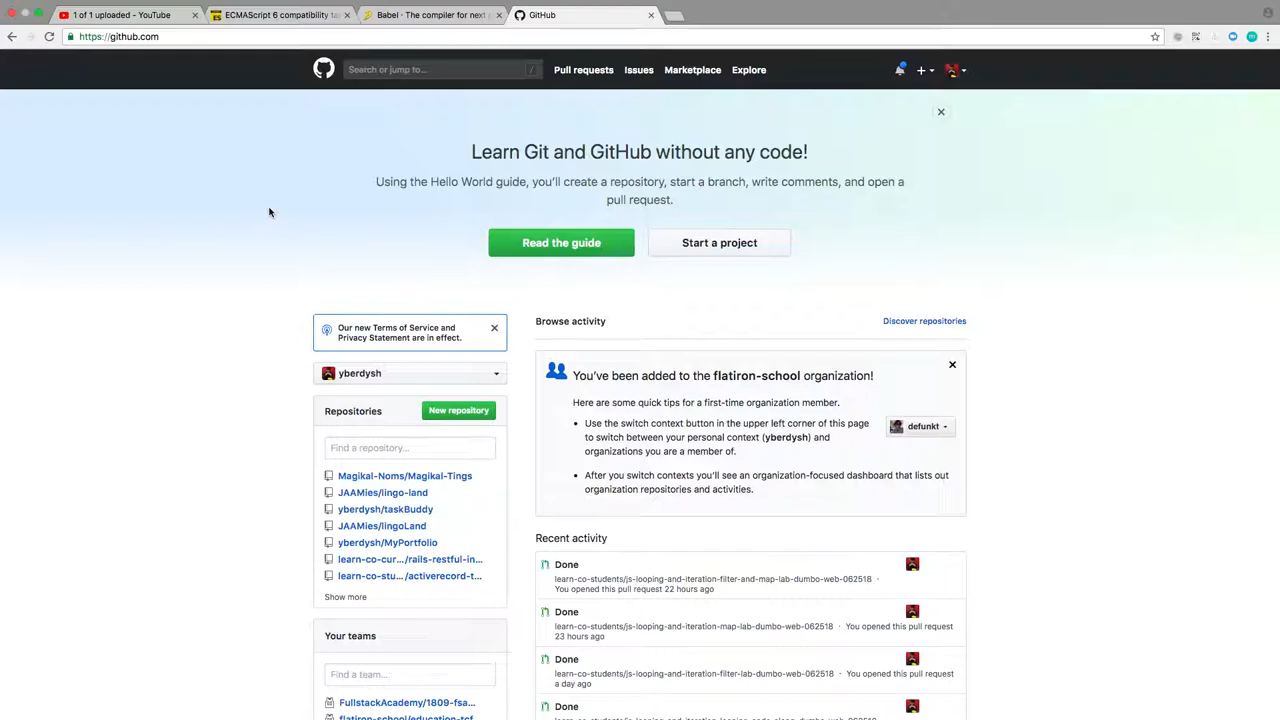 1 of 1 uploaded - YouTube
ECMAScript 6 compatibility ta
Babel · The compiler for next
GitHub
https://github.com
Search or jump to...
/
Pull requests
Issues
Marketplace
Explore
Learn Git and GitHub without any code!
Using the Hello World guide, you'll create a repository, start a branch, write comments, and open a
pull request.
Read the guide
Start a project
Our new Terms of Service and
Privacy Statement are in effect.
yberdysh
Repositories
New repository
Find a repository...
Magikal-Noms/Magikal-Tings
JAAMies/lingo-land
yberdysh/taskBuddy
JAAMies/lingoLand
yberdysh/MyPortfolio
learn-co-cur.../rails-restful-in...
learn-co-stu.../activerecord-t...
Show more
Your teams
Find a team...
FullstackAcademy/1809-fsa...
flatiron-school/education-tcf
Browse activity
Discover repositories
You've been added to the flatiron-school organization!
Here are some quick tips for a first-time organization member.
Use the switch context button in the upper left corner of this page
to switch between your personal context (yberdysh) and
organizations you are a member of.
defunkt
After you switch contexts you'll see an organization-focused dashboard that lists out
organization repositories and activities.
Recent activity
Done
learn-co-students/js-looping-and-iteration-filter-and-map-lab-dumbo-web-062518 ·
You opened this pull request 22 hours ago
Done
learn-co-students/js-looping-and-iteration-map-lab-dumbo-web-062518 · You opened this pull request
23 hours ago
Done
learn-co-students/js-looping-and-iteration-filter-lab-dumbo-web-062518 · You opened this pull request
a day ago
Done